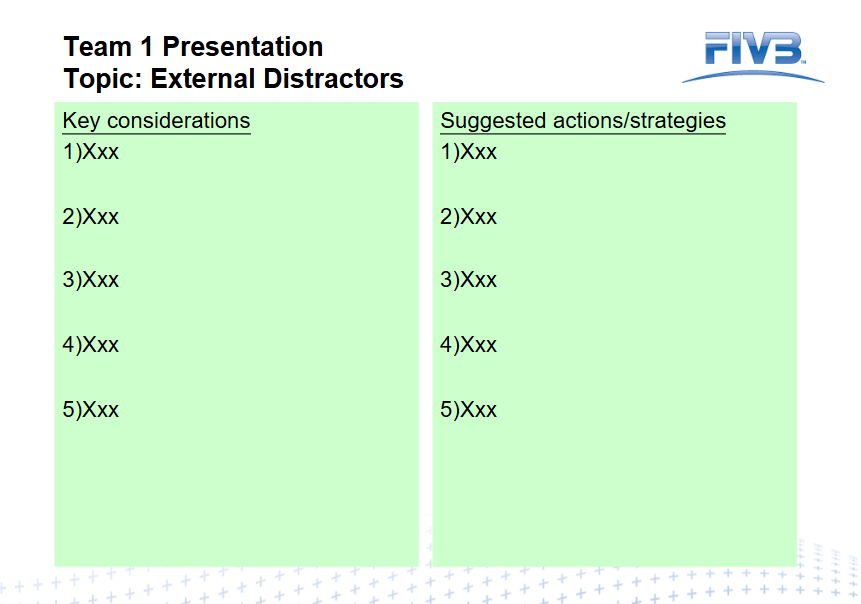 Team 1 Presentation
Topic: External Distractors
FIVB
TM
Key considerations
1)Xxx
2)Xxx
3)Xxx
4)Xxx
5)Xxx
Suggested actions/strategies
1)Xxx
2)Xxx
3)Xxx
4)Xxx
5)Xxx